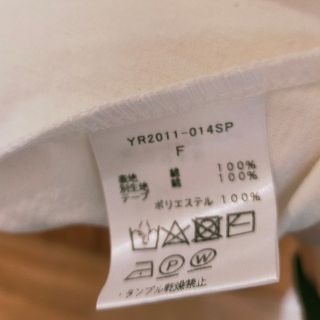 YR2011-014SP
F
表地 綿 100%
別生地 綿 100%
テープ ポリエステル 100%
P W
・タンブル乾燥禁止